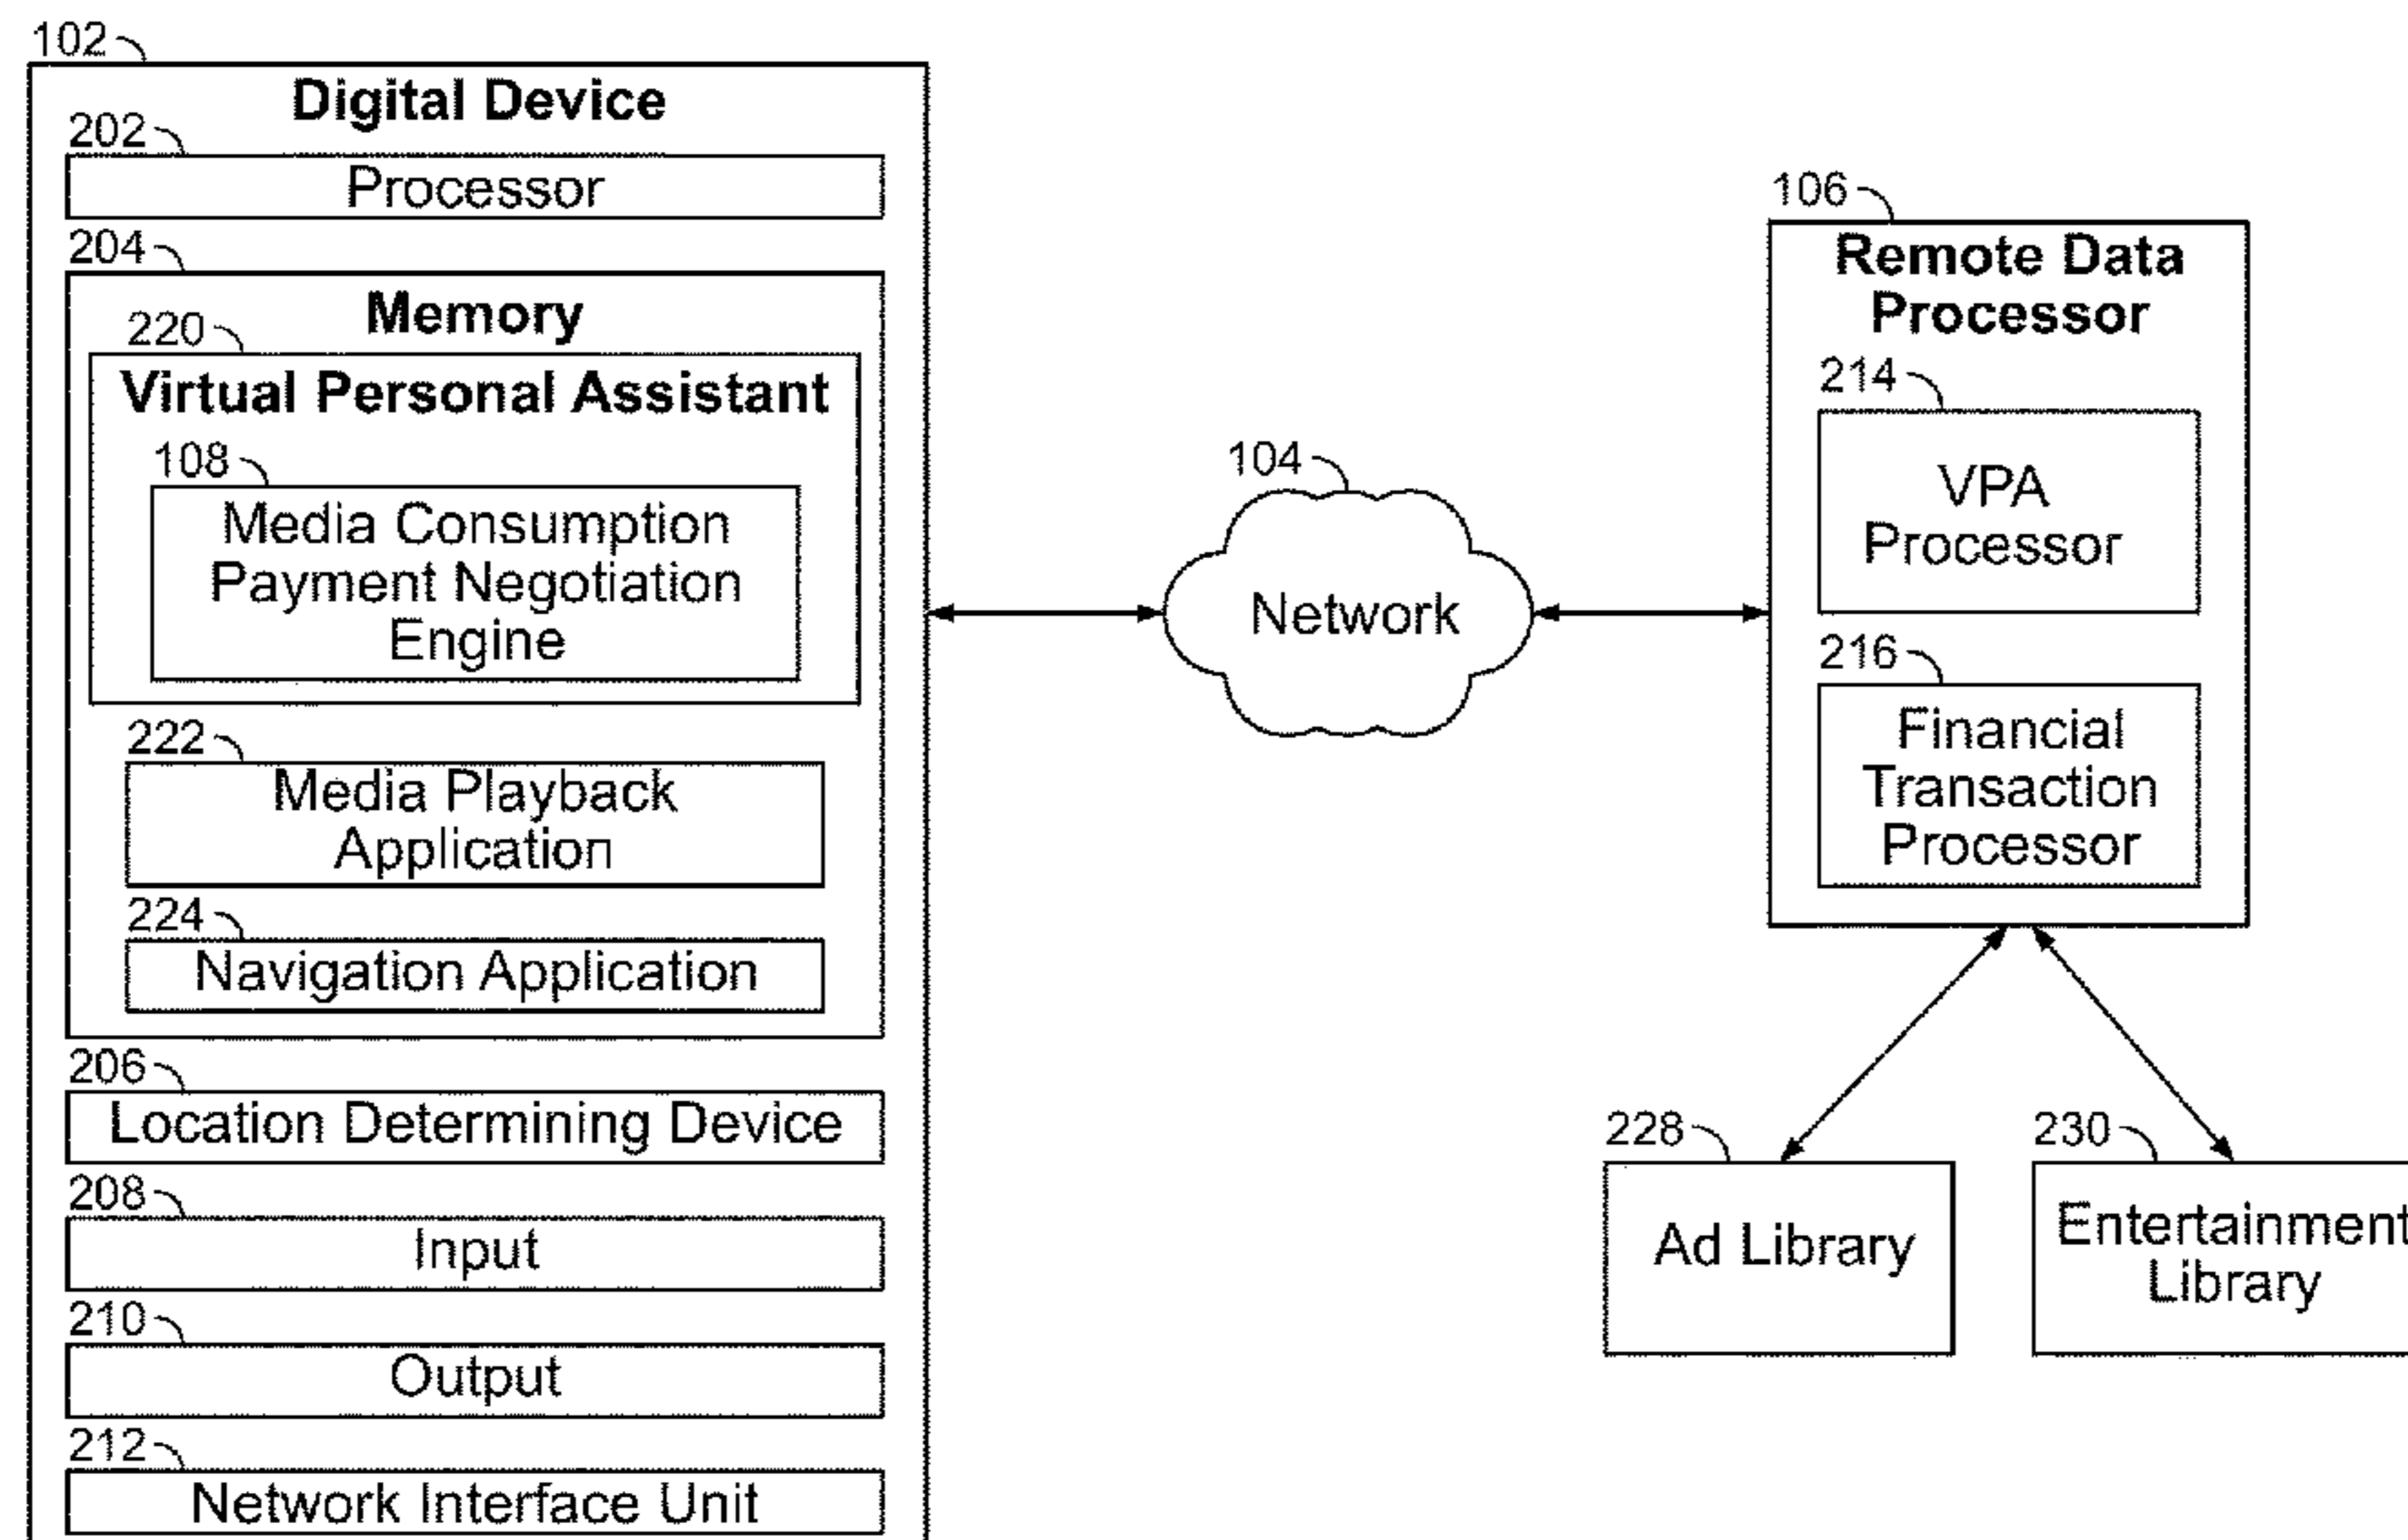 102
Digital Device
202
Processor
204
Memory
220
Virtual Personal Assistant
108
Media Consumption
Payment Negotiation
Engine
222
Media Playback
Application
224
Navigation Application
206
Location Determining Device
208
Input
210
Output
212
Network Interface Unit
104
Network
106
Remote Data
Processor
214
VPA
Processor
216
Financial
Transaction
Processor
228
Ad Library
230
Entertainment
Library